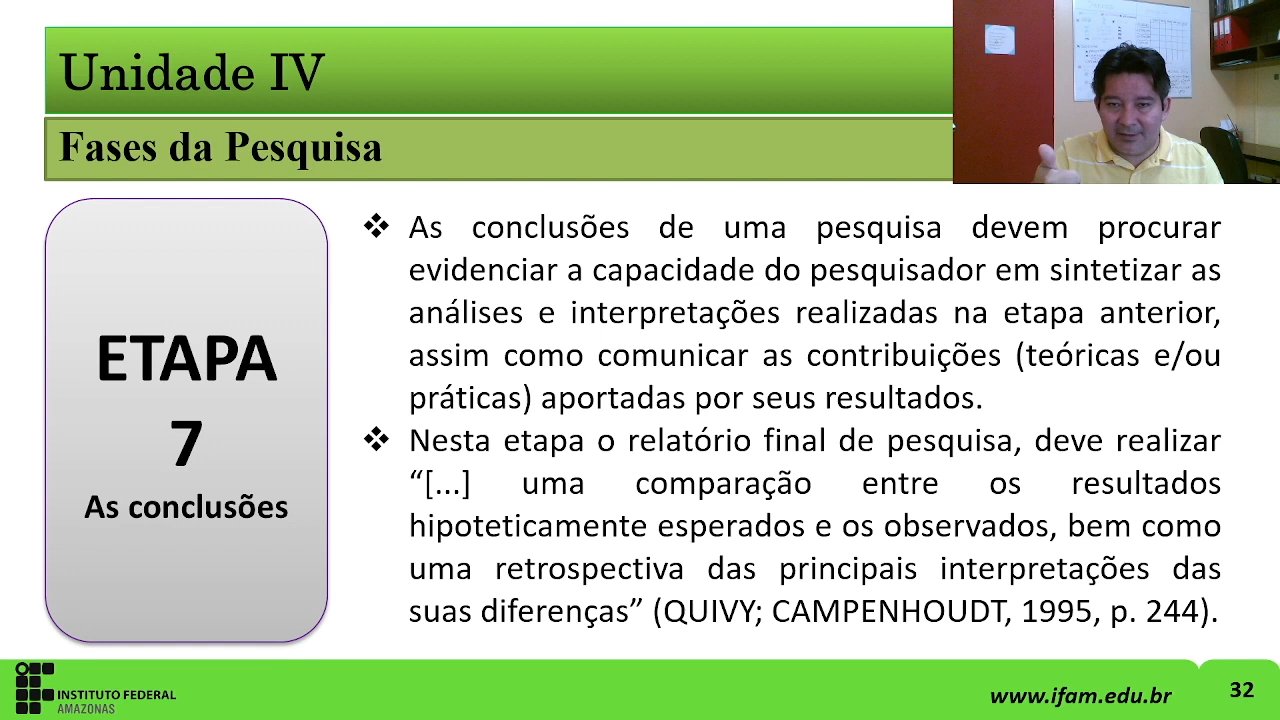 Unidade IV
Fases da Pesquisa
ETAPA
7
As conclusões
❖ As conclusões de uma pesquisa devem procurar
evidenciar a capacidade do pesquisador em sintetizar as
análises e interpretações realizadas na etapa anterior,
assim como comunicar as contribuições (teóricas e/ou
práticas) aportadas por seus resultados.
❖ Nesta etapa o relatório final de pesquisa, deve realizar
“[...] uma comparação entre os resultados
hipoteticamente esperados e os observados, bem como
uma retrospectiva das principais interpretações das
suas diferenças” (QUIVY; CAMPENHOUDT, 1995, p. 244).
INSTITUTO FEDERAL
AMAZONAS
www.ifam.edu.br
32